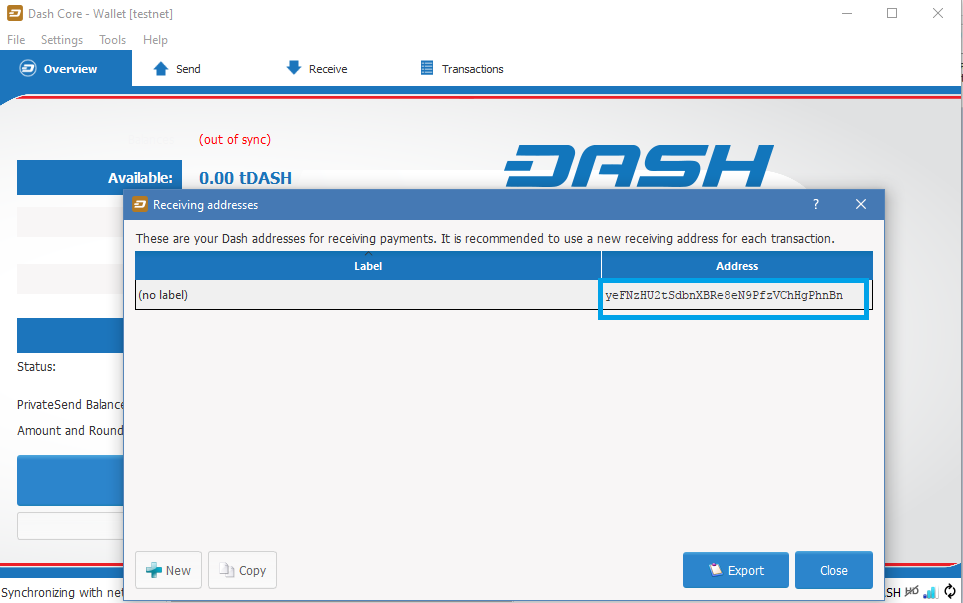 Dash Core - Wallet [testnet]
File Settings Tools Help
Overview Send Receive Transactions
(out of sync)
Available: 0.00 tDASH
DASH
Receiving addresses ?
These are your Dash addresses for receiving payments. It is recommended to use a new receiving address for each transaction.
Label Address
(no label) yeFNzHU2tSdbnXBRe8eN9PfzVChHgPhnBn
Status:
PrivateSend Balance
Amount and Round
New Copy Export Close
Synchronizing with net SH HD